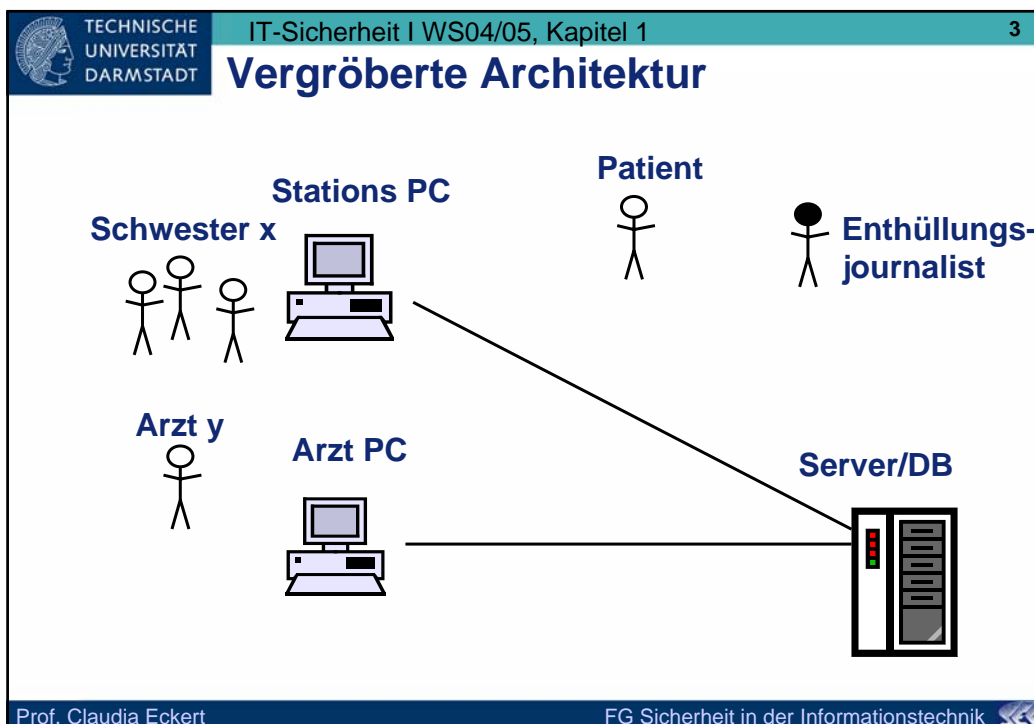 TECHNISCHE
UNIVERSITÄT
DARMSTADT
IT-Sicherheit I WS04/05, Kapitel 1
3
Vergröberte Architektur
Patient
Stations PC
Schwester x
Enthüllungs-
journalist
Arzt y
Arzt PC
Server/DB
Prof. Claudia Eckert
FG Sicherheit in der Informationstechnik